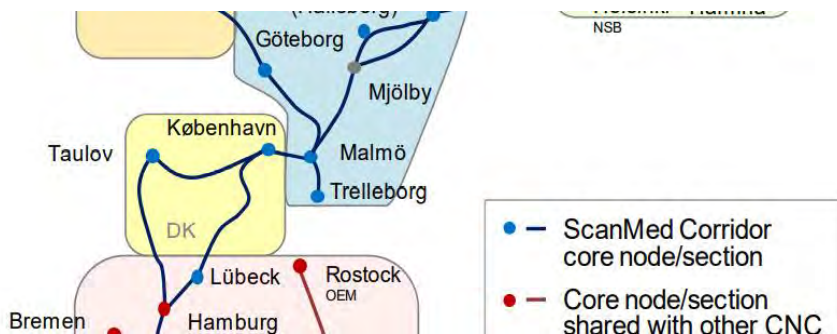 Göteborg
NSB
Mjölby
København
Taulov
Malmö
Trelleborg
DK
ScanMed Corridor
core node/section
Lübeck
Rostock
OEM
Core node/section
shared with other CNC
Bremen
Hamburg